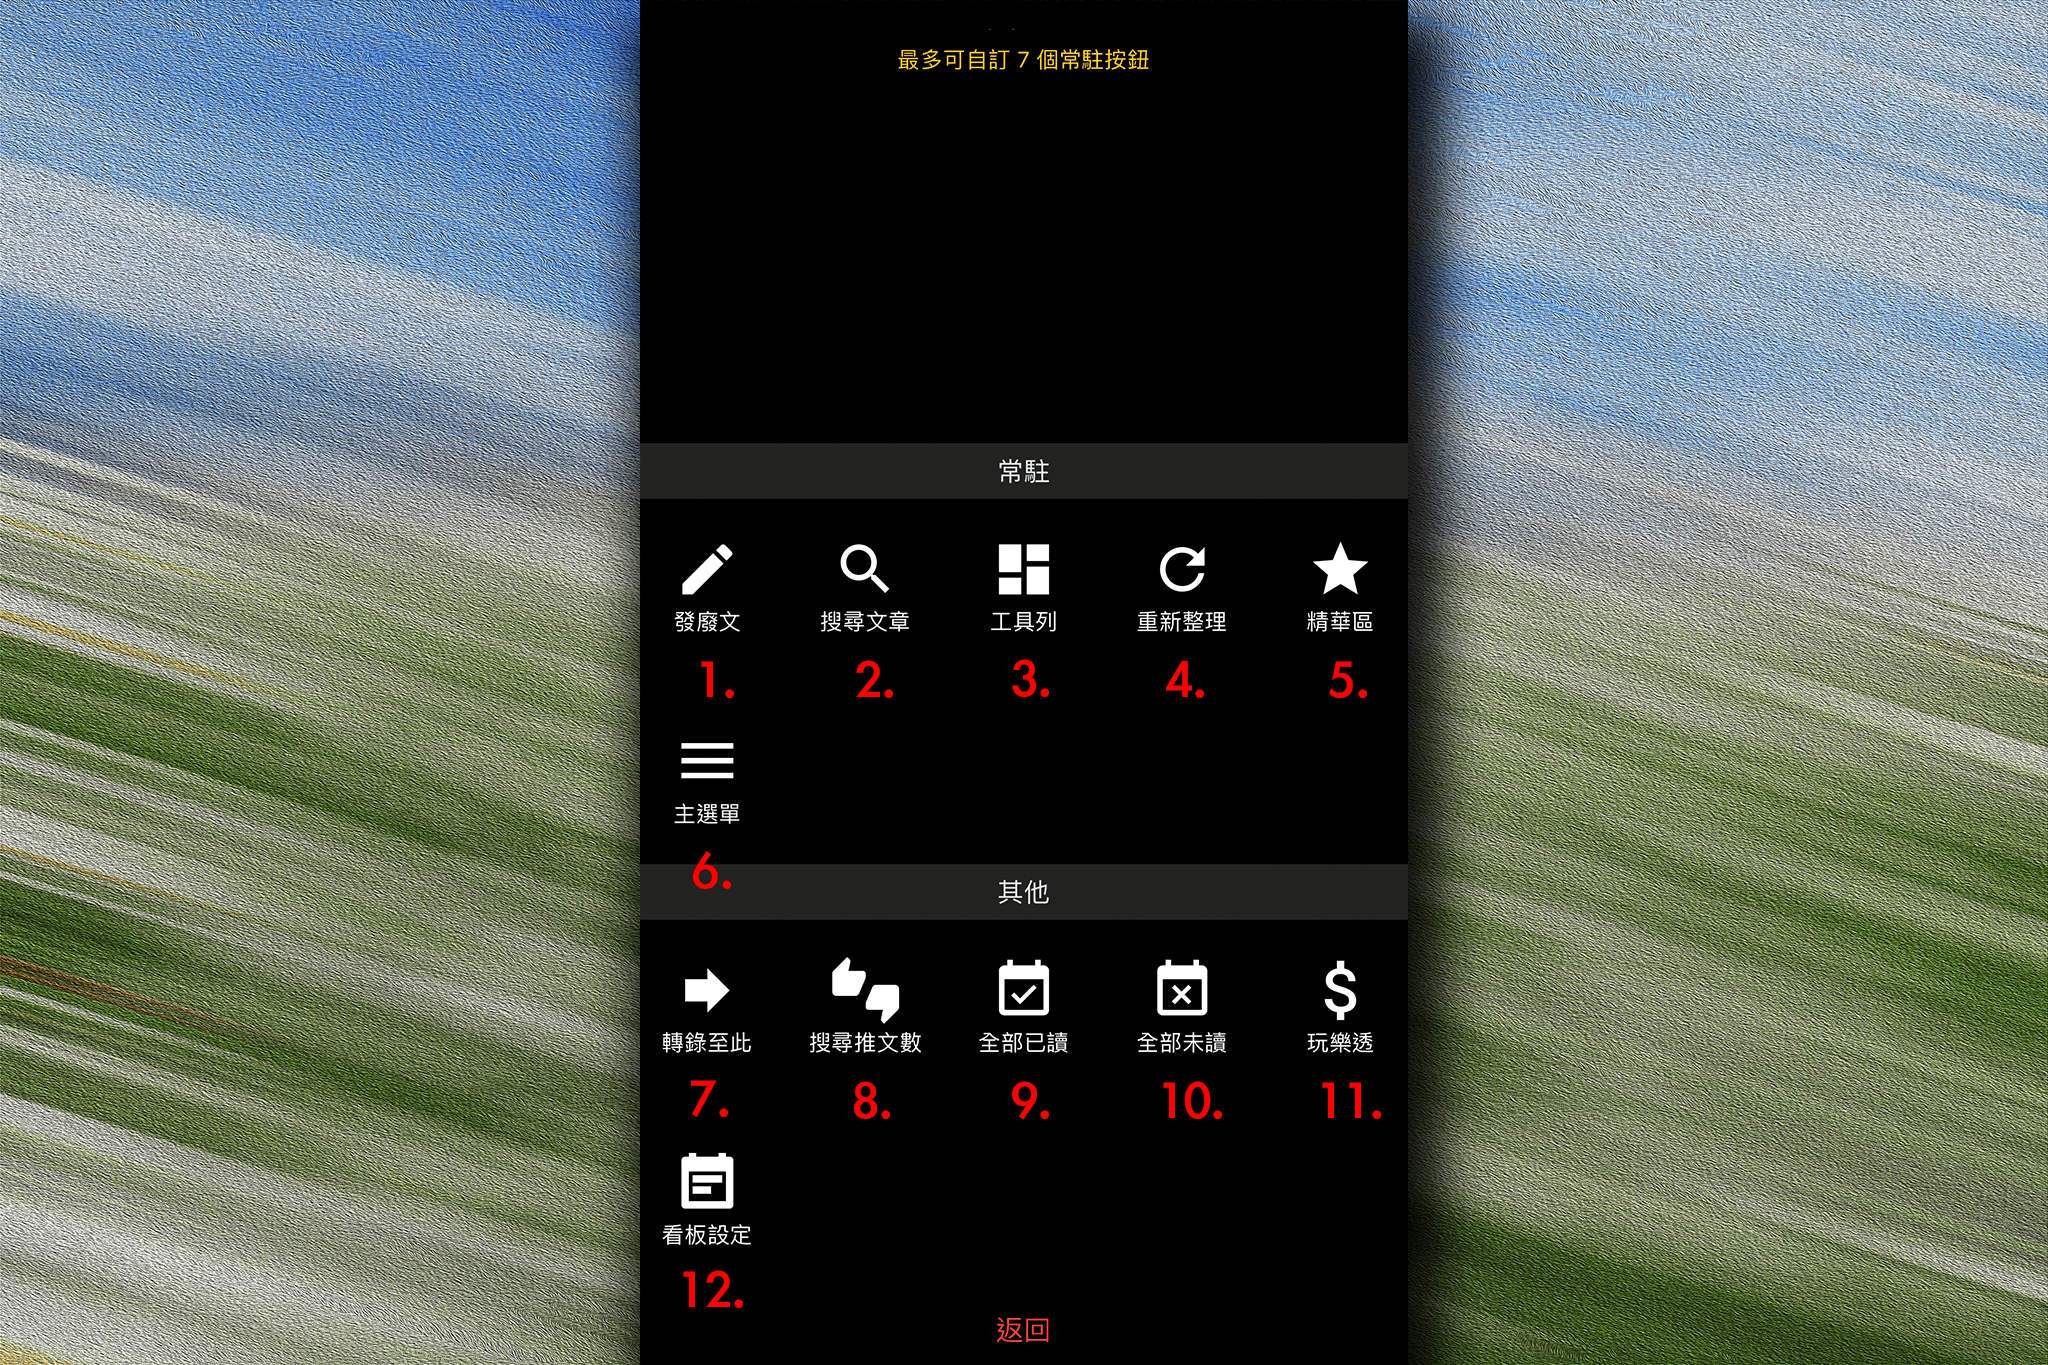 最多可自訂 7 個常駐按鈕
常駐
發廢文 搜尋文章 工具列 重新整理 精華區
1. 2. 3. 4. 5.
主選單
6.
其他
轉錄至此 搜尋推文數 全部已讀 全部未讀 玩樂透
7. 8. 9. 10. 11.
看板設定
12.
返回